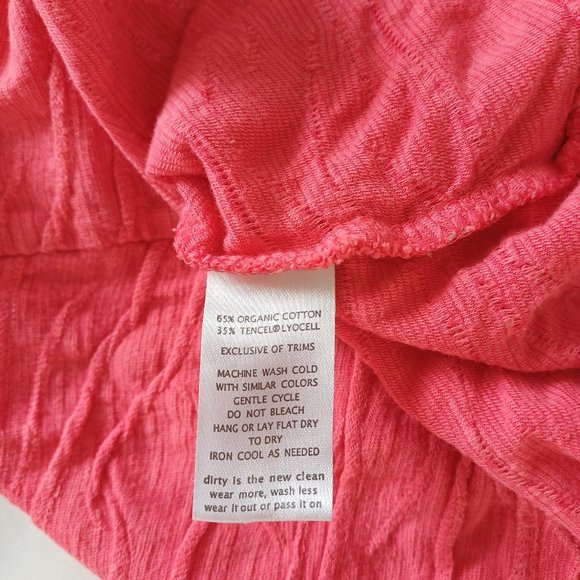 65% ORGANIC COTTON
35% TENCEL®LYOCELL
EXCLUSIVE OF TRIMS
MACHINE WASH COLD
WITH SIMILAR COLORS
GENTLE CYCLE
DO NOT BLEACH
HANG OR LAY FLAT DRY
TO DRY
IRON COOL AS NEEDED
dirty is the new clean
wear more, wash less
wear it out or pass it on